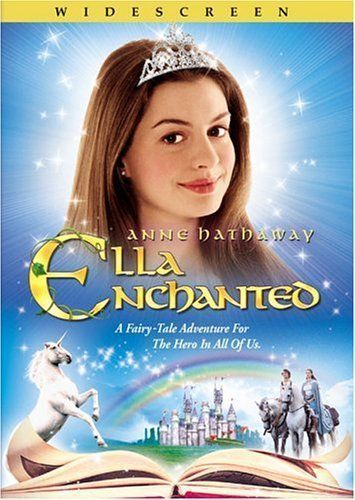 WIDESCREEN
ANNE HATHAWAY
ELLA
ENCHANTED
A Fairy-Tale Adventure For
The Hero In All Of Us.